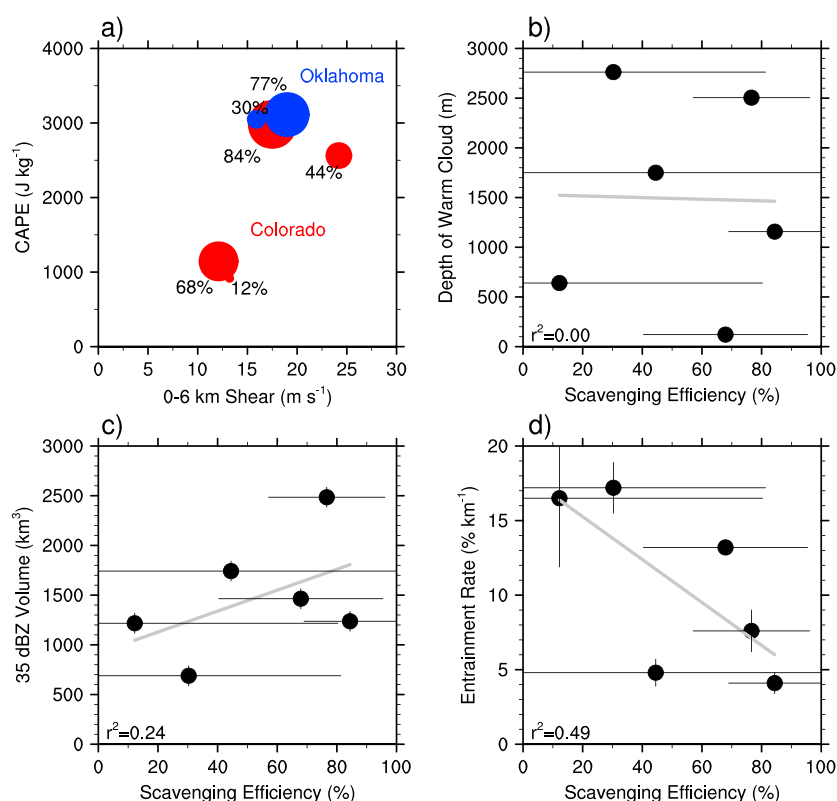 a)
4000
3000
2000
1000
0
CAPE (J kg⁻¹)
77%
Oklahoma
30%
84%
44%
Colorado
68%
12%
0 5 10 15 20 25 30
0-6 km Shear (m s⁻¹)
b)
3000
2500
2000
1500
1000
500
0
Depth of Warm Cloud (m)
r²=0.00
0 20 40 60 80 100
Scavenging Efficiency (%)
c)
3000
2500
2000
1500
1000
500
0
35 dBZ Volume (km³)
r²=0.24
0 20 40 60 80 100
Scavenging Efficiency (%)
d)
20
15
10
5
0
Entrainment Rate (% km⁻¹)
r²=0.49
0 20 40 60 80 100
Scavenging Efficiency (%)